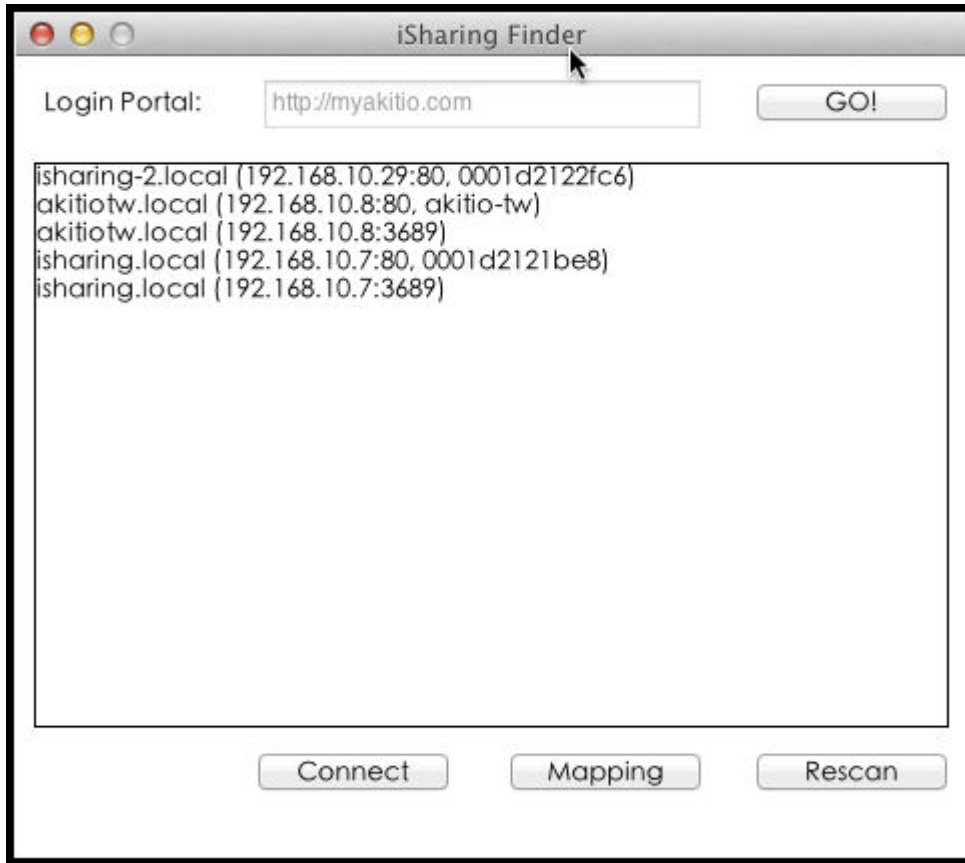 iSharing Finder
Login Portal: http://myakitio.com GO!
isharing-2.local (192.168.10.29:80, 0001d2122fc6)
akitiotw.local (192.168.10.8:80, akitio-tw)
akitiotw.local (192.168.10.8:3689)
isharing.local (192.168.10.7:80, 0001d2121be8)
isharing.local (192.168.10.7:3689)
Connect Mapping Rescan